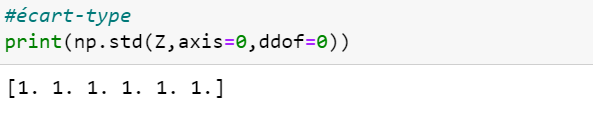 #écart-type
print(np.std(Z,axis=0,ddof=0))
[1. 1. 1. 1. 1. 1.]